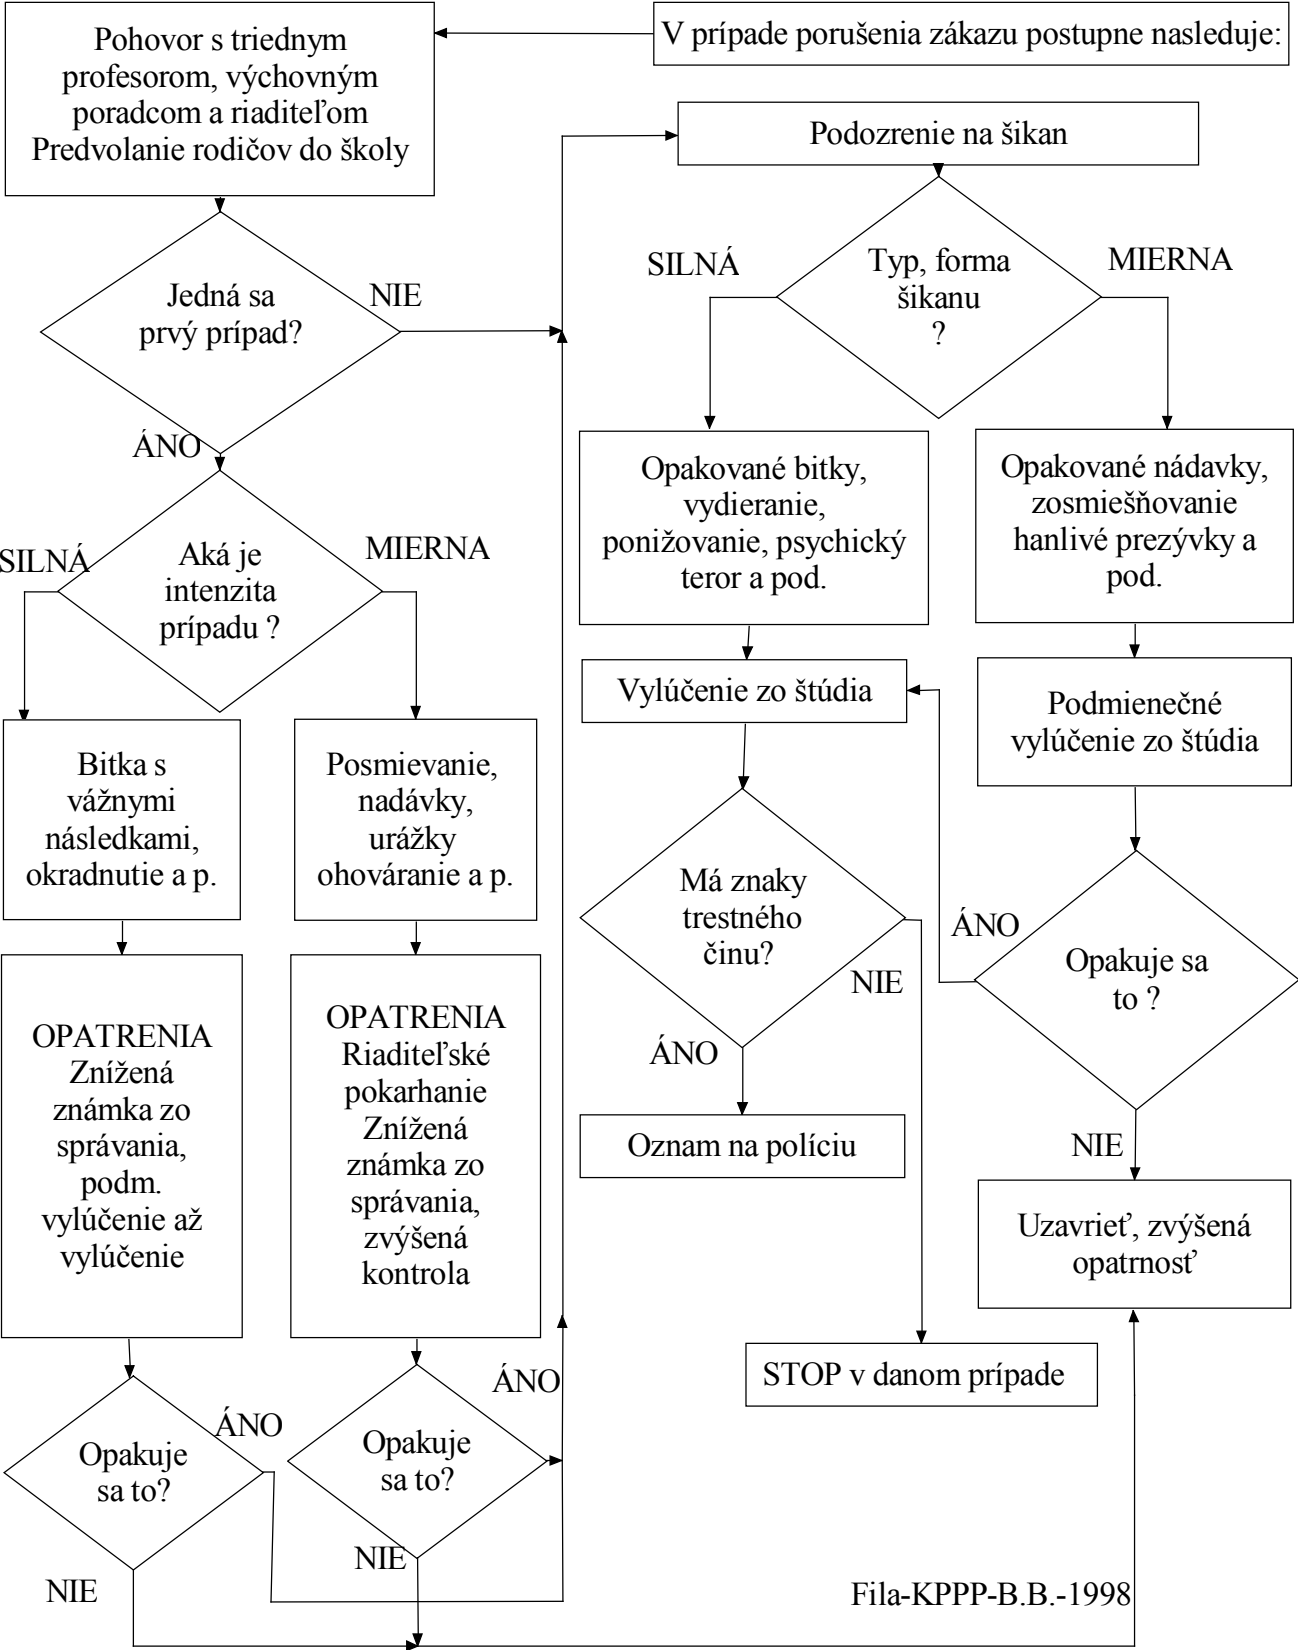 V prípade porušenia zákazu postupne nasleduje:
Pohovor s triednym
profesorom, výchovným
poradcom a riaditeľom
Predvolanie rodičov do školy
Jedná sa
prvý prípad?
NIE
ÁNO
Aká je
intenzita
prípadu ?
SILNÁ
MIERNA
Bitka s
vážnymi
následkami,
okradnutie a p.
Posmievanie,
nadávky,
urážky
ohováranie a p.
OPATRENIA
Znížená
známka zo
správania,
podm.
vylúčenie až
vylúčenie
OPATRENIA
Riaditeľské
pokarhanie
Znížená
známka zo
správania,
zvýšená
kontrola
Opakuje
sa to?
ÁNO
NIE
Opakuje
sa to?
ÁNO
NIE
Podozrenie na šikan
Typ, forma
šikanu
?
SILNÁ
MIERNA
Opakované bitky,
vydieranie,
ponižovanie, psychický
teror a pod.
Opakované nádavky,
zosmiešňovanie
hanlivé prezývky a
pod.
Vylúčenie zo štúdia
Podmienečné
vylúčenie zo štúdia
Má znaky
trestného
činu?
NIE
ÁNO
Opakuje sa
to ?
ÁNO
NIE
Oznam na políciu
Uzavrieť, zvýšená
opatrnosť
STOP v danom prípade
Fila-KPPP-B.B.-1998